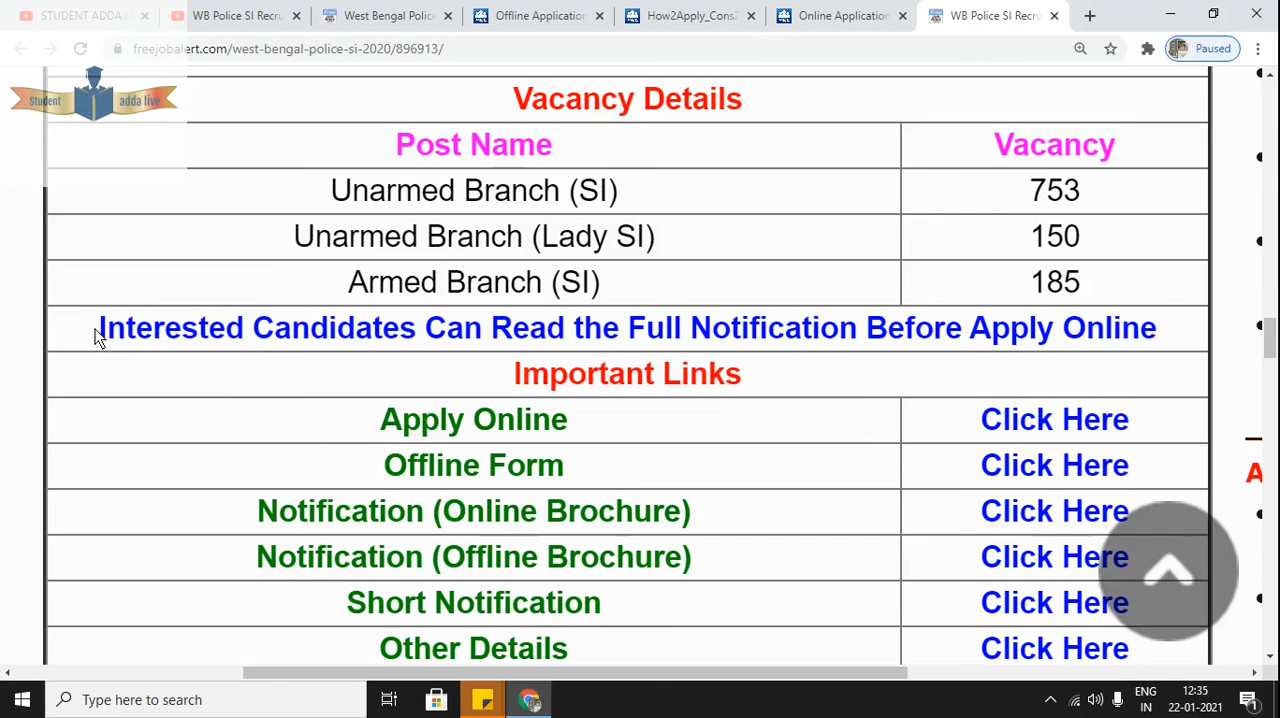 STUDENT ADDA
WB Police SI Recru
West Bengal Police
Offline Application
How2Apply_Cons
Online Application
WB Police SI Recru
freejobalert.com/west-bengal-police-si-2020/896913/
Paused
Student adda live
Vacancy Details
Post Name Vacancy
Unarmed Branch (SI) 753
Unarmed Branch (Lady SI) 150
Armed Branch (SI) 185
Interested Candidates Can Read the Full Notification Before Apply Online
Important Links
Apply Online Click Here
Offline Form Click Here
Notification (Online Brochure) Click Here
Notification (Offline Brochure) Click Here
Short Notification Click Here
Other Details Click Here
A
Type here to search
ENG
IN
12:35
22-01-2021
1